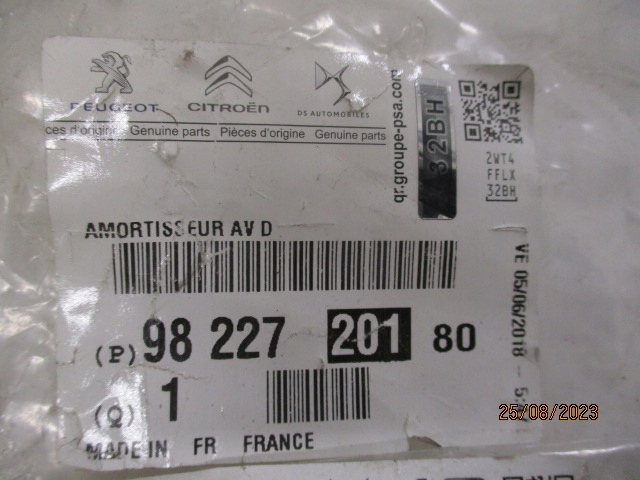 PEUGEOT CITROËN DS AUTOMOBILES
ces d'origine Genuine parts Pièces d'origine Genuine parts
qr.groupe-psa.com
32BH
2WT4
FFLX
32BH
AMORTISSEUR AV D
VE 05/06/2018 -
(P) 98 227 201 80
(Q) 1
MADE IN FR FRANCE
25/08/2023